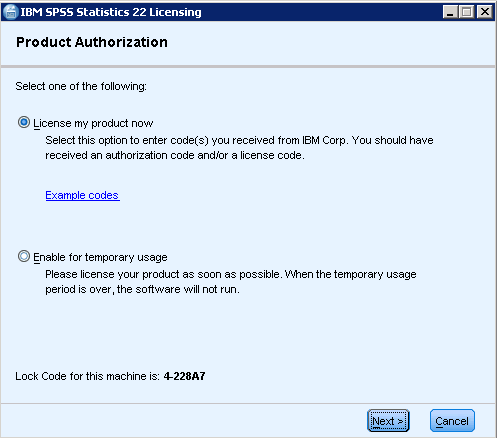 IBM SPSS Statistics 22 Licensing
Product Authorization
Select one of the following:
License my product now
Select this option to enter code(s) you received from IBM Corp. You should have
received an authorization code and/or a license code.
Example codes
Enable for temporary usage
Please license your product as soon as possible. When the temporary usage
period is over, the software will not run.
Lock Code for this machine is: 4-228A7
Next >
Cancel